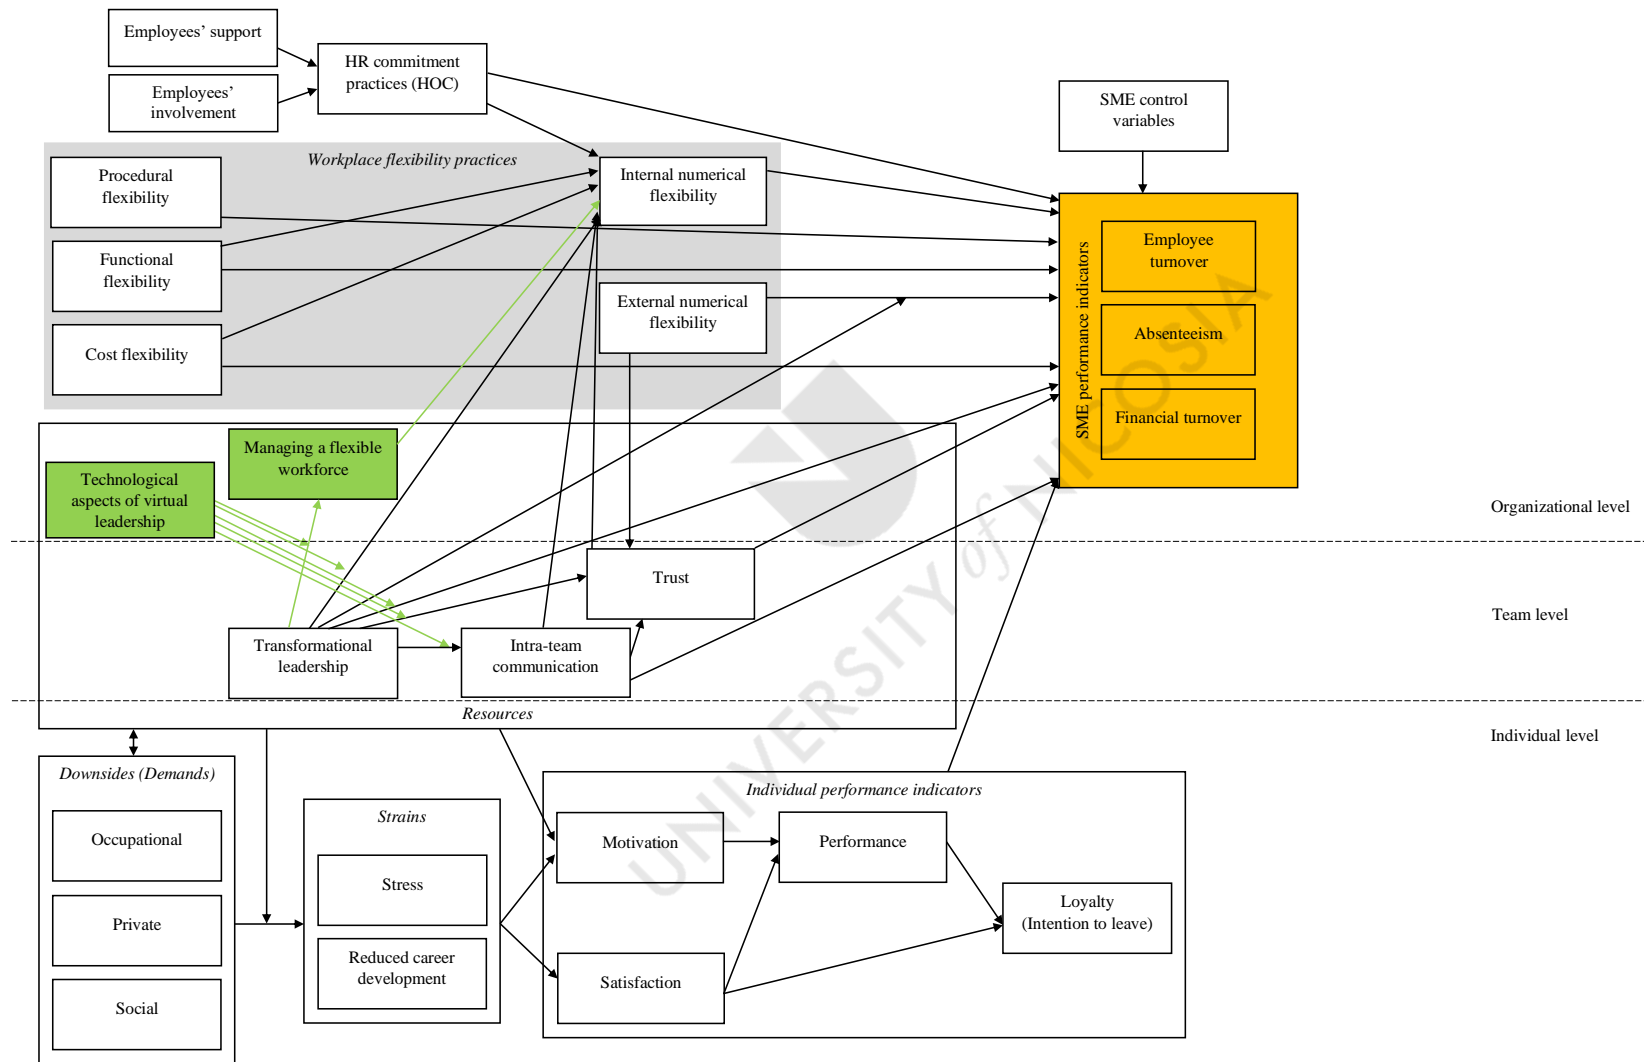 Employees’ support
Employees’
involvement
HR commitment
practices (HOC)
SME control
variables
Workplace flexibility practices
Procedural
flexibility
Internal numerical
flexibility
Functional
flexibility
External numerical
flexibility
Cost flexibility
SME performance indicators
Employee
turnover
Absenteeism
Financial turnover
Managing a flexible
workforce
Technological
aspects of virtual
leadership
Organizational level
Trust
Team level
Transformational
leadership
Intra-team
communication
Resources
Individual level
Downsides (Demands)
Occupational
Private
Social
Strains
Stress
Reduced career
development
Individual performance indicators
Motivation
Performance
Satisfaction
Loyalty
(Intention to leave)
UNIVERSITY of NICOSIA